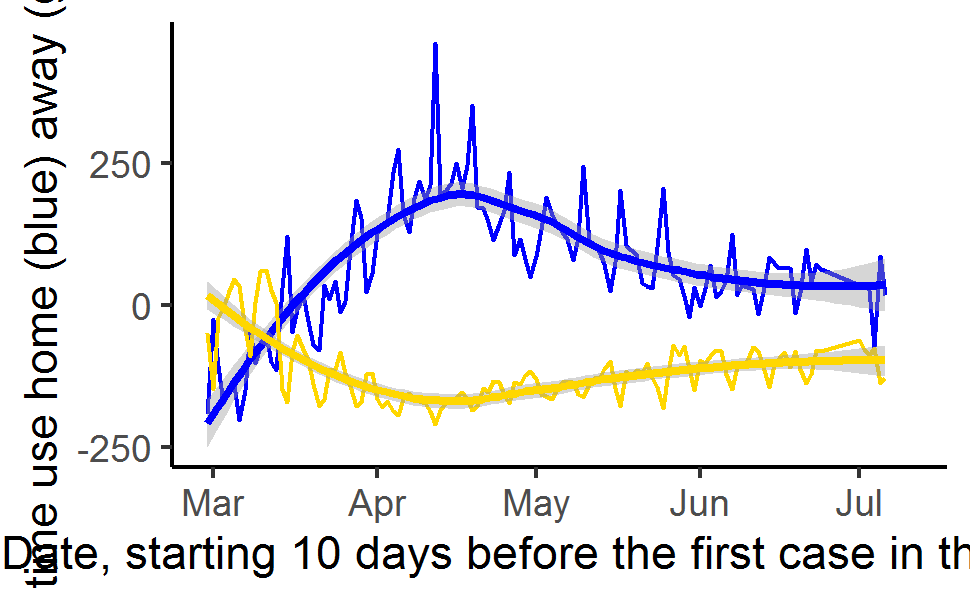 time use home (blue) away (
250
0
-250
Mar Apr May Jun Jul
Date, starting 10 days before the first case in th